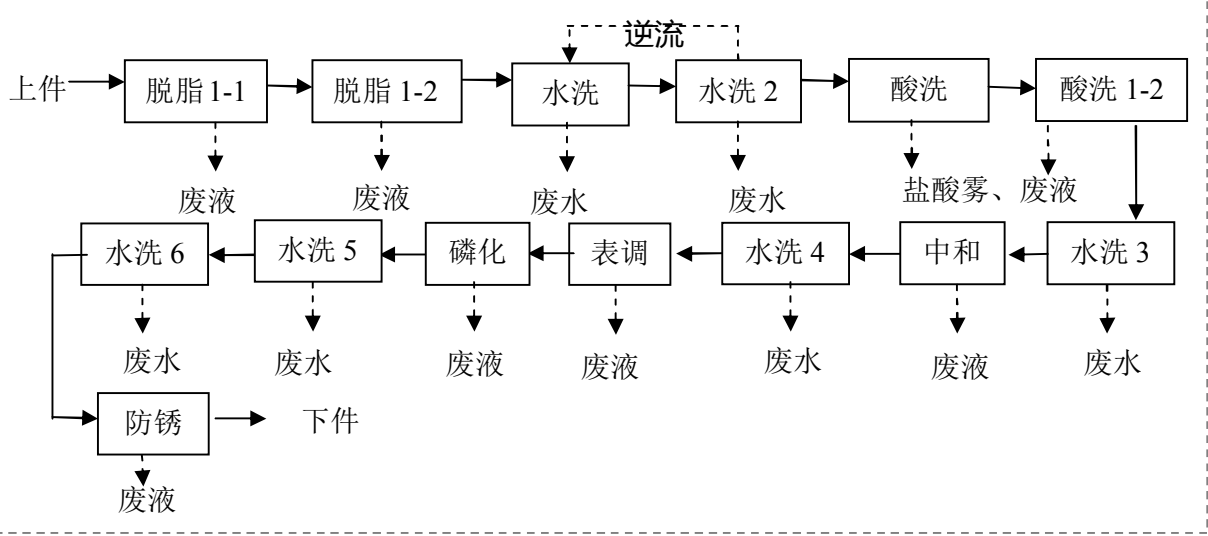 逆流
上件 脱脂 1-1 脱脂 1-2 水洗 水洗 2 酸洗 酸洗 1-2
废液 废液 废水 废水 盐酸雾、废液
水洗 6 水洗 5 磷化 表调 水洗 4 中和 水洗 3
废水 废水 废液 废液 废水 废液 废水
防锈 下件
废液